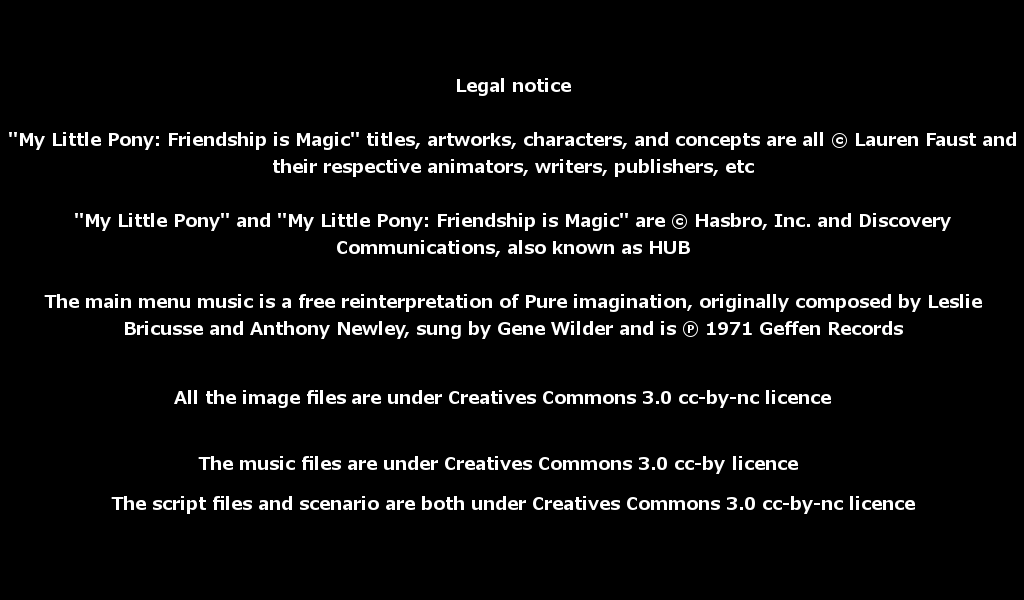 Legal notice
"My Little Pony: Friendship is Magic" titles, artworks, characters, and concepts are all © Lauren Faust and
their respective animators, writers, publishers, etc
"My Little Pony" and "My Little Pony: Friendship is Magic" are © Hasbro, Inc. and Discovery
Communications, also known as HUB
The main menu music is a free reinterpretation of Pure imagination, originally composed by Leslie
Bricusse and Anthony Newley, sung by Gene Wilder and is ℗ 1971 Geffen Records
All the image files are under Creatives Commons 3.0 cc-by-nc licence
The music files are under Creatives Commons 3.0 cc-by licence
The script files and scenario are both under Creatives Commons 3.0 cc-by-nc licence